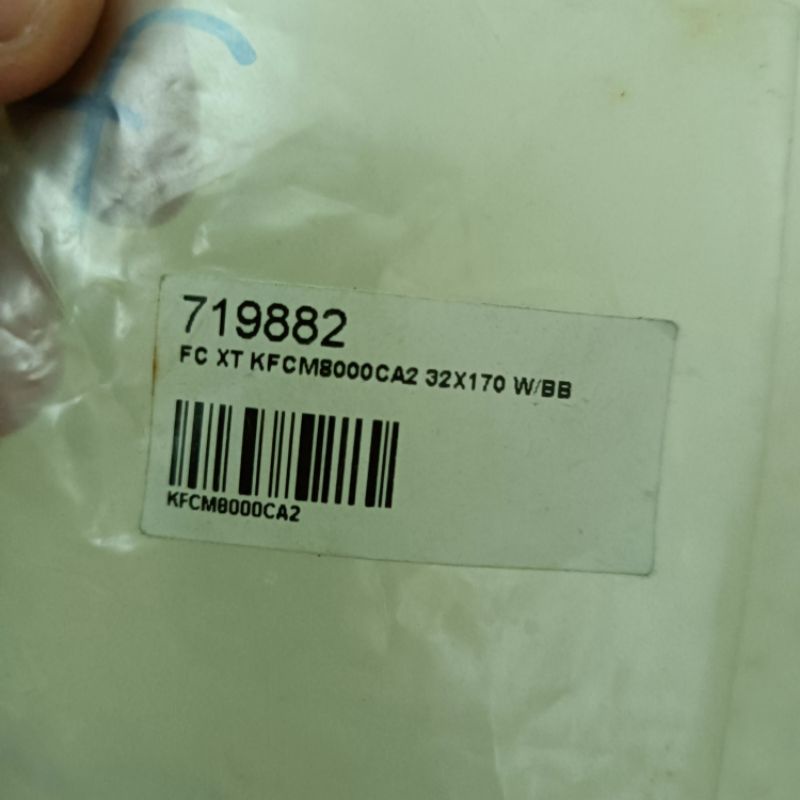 719882
FC XT KFCM8000CA2 32X170 W/BB
KFCM8000CA2